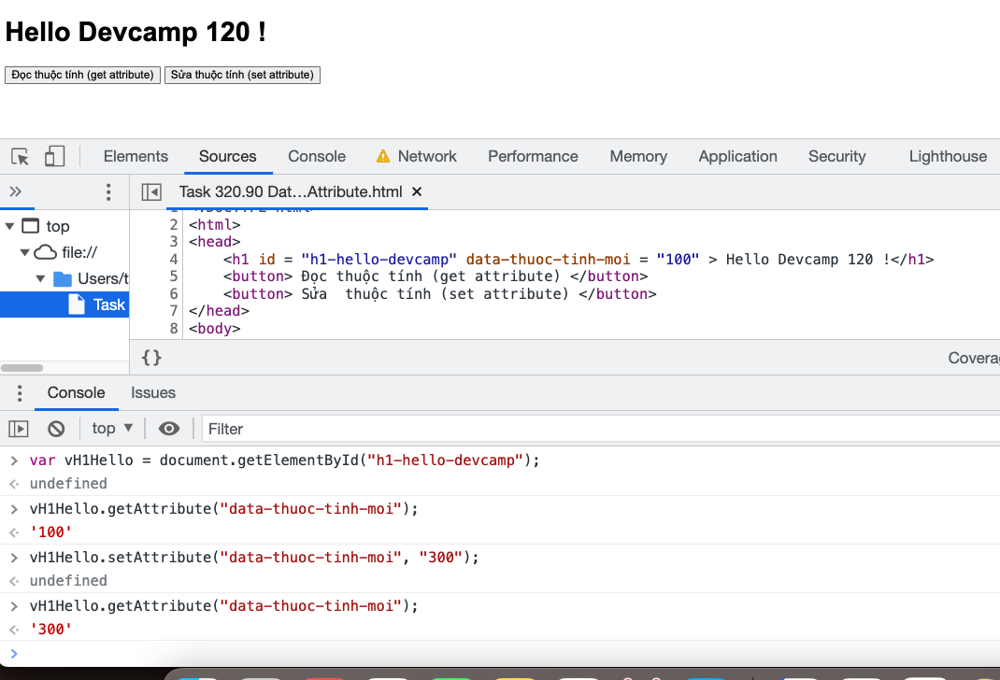 Hello Devcamp 120 !
Đọc thuộc tính (get attribute) Sửa thuộc tính (set attribute)
Elements Sources Console Network Performance Memory Application Security Lighthouse
Task 320.90 Dat…Attribute.html
top
file://
Users/t
Task
2 <html>
3 <head>
4 <h1 id = "h1-hello-devcamp" data-thuoc-tinh-moi = "100" > Hello Devcamp 120 !</h1>
5 <button> Đọc thuộc tính (get attribute) </button>
6 <button> Sửa  thuộc tính (set attribute) </button>
7 </head>
8 <body>
{} Covera
Console Issues
top Filter
> var vH1Hello = document.getElementById("h1-hello-devcamp");
undefined
> vH1Hello.getAttribute("data-thuoc-tinh-moi");
'100'
> vH1Hello.setAttribute("data-thuoc-tinh-moi", "300");
undefined
> vH1Hello.getAttribute("data-thuoc-tinh-moi");
'300'
>